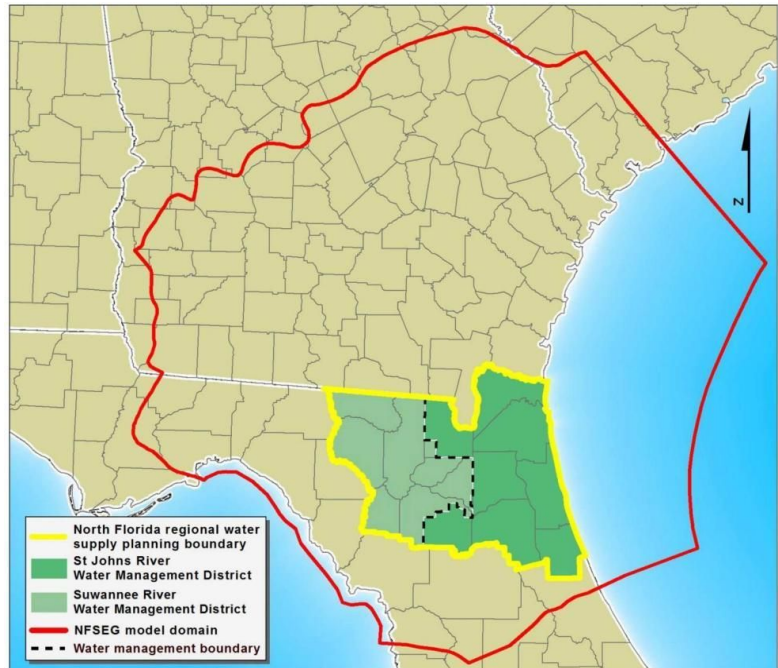 N
North Florida regional water
supply planning boundary
St Johns River
Water Management District
Suwannee River
Water Management District
NFSEG model domain
Water management boundary